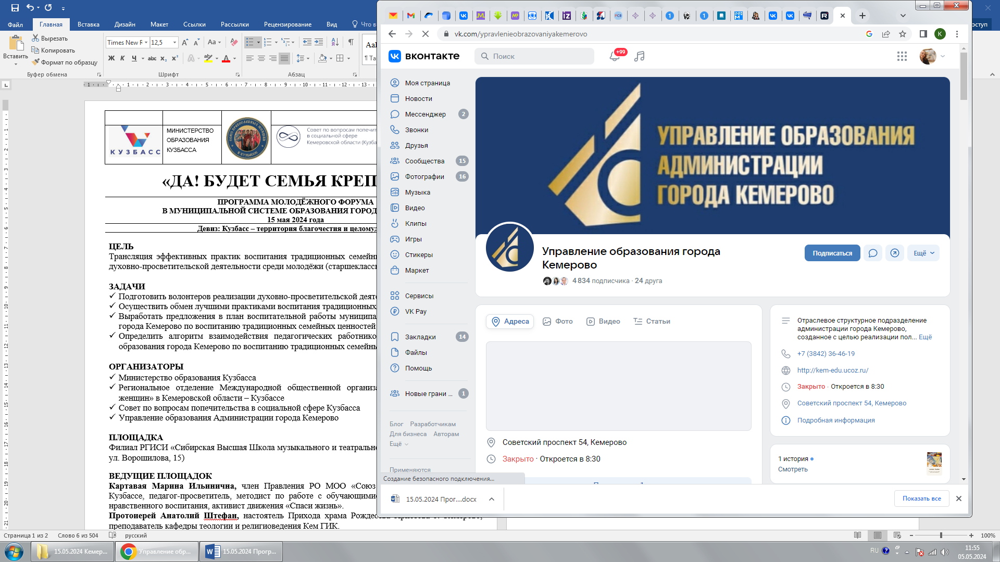 Файл
Главная
Вставка
Дизайн
Макет
Ссылки
Рассылки
Рецензирование
Вид
Что в
оступ
Вставить
Вырезать
Копировать
Формат по образцу
Буфер обмена
Times New R
12,5
Шрифт
Абзац
МИНИСТЕРСТВО
ОБРАЗОВАНИЯ
КУЗБАССА
КУЗБАСС
Совет по вопросам попечит
в социальной сфере
Кемеровской области (Кузба
«ДА! БУДЕТ СЕМЬЯ КРЕП
ПРОГРАММА МОЛОДЁЖНОГО ФОРУМА
В МУНИЦИПАЛЬНОЙ СИСТЕМЕ ОБРАЗОВАНИЯ ГОРОД
15 мая 2024 года
Девиз: Кузбасс – территория благочестия и целомуд
ЦЕЛЬ
Трансляция эффективных практик воспитания традиционных семейн
духовно-просветительской деятельности среди молодёжи (старшекласс
ЗАДАЧИ
Подготовить волонтеров реализации духовно-просветительской деяте
Осуществить обмен лучшими практиками воспитания традиционных
Выработать предложения в план воспитательной работы муниципал
города Кемерово по воспитанию традиционных семейных ценностей
Определить алгоритм взаимодействия педагогических работнико
образования города Кемерово по воспитанию традиционных семейнь
ОРГАНИЗАТОРЫ
Министерство образования Кузбасса
Региональное отделение Международной общественной организа
женщин» в Кемеровской области – Кузбассе
Совет по вопросам попечительства в социальной сфере Кузбасса
Управление образования Администрации города Кемерово
ПЛОЩАДКА
Филиал РГИСИ «Сибирская Высшая Школа музыкального и театрально
ул. Ворошилова, 15)
ВЕДУЩИЕ ПЛОЩАДОК
Картавая Марина Ильинична, член Правления РО МОО «Союз
Кузбассе, педагог-просветитель, методист по работе с обучающими
нравственного воспитания, активист движения «Спаси жизнь».
Протоиерей Анатолий Штефан, настоятель Прихода храма Рождес
преподаватель кафедры теологии и религиоведения Кем ГИК.
Страница 1 из 2
Слово 6 из 504
русский
100%
vk.com/ypravlenieobrazovaniyakemerovo
K
вконтакте
Поиск
+99
Моя страница
Новости
Мессенджер 2
Звонки
Друзья
Сообщества 15
Фотографии 16
Музыка
Видео
Клипы
Игры
Стикеры
Маркет
Сервисы
VK Pay
Закладки 14
Файлы
Помощь
Новые грани ... 1
Блог Разработчикам
Для бизнеса Авторам
Ещё
Применяются
Создание безопасного подключения...
УПРАВЛЕНИЕ ОБРАЗОВАНИЯ
АДМИНИСТРАЦИИ
ГОРОДА КЕМЕРОВО
Управление образования города
Кемерово
4 834 подписчика · 24 друга
Подписаться
Ещё
Адреса
Фото
Видео
Статьи
Советский проспект 54, Кемерово
Закрыто · Откроется в 8:30
Отраслевое структурное подразделение
администрации города Кемерово,
созданное с целью реализации пол... Ещё
+7 (3842) 36-46-19
http://kem-edu.ucoz.ru/
Закрыто · Откроется в 8:30
Советский проспект 54, Кемерово
Подробная информация
1 история
Смотреть
15.05.2024 Прог....docx
Показать все
15.05.2024 Кемер...
Управление обр...
15.05.2024 Прогр...
RU
11:55
05.05.2024